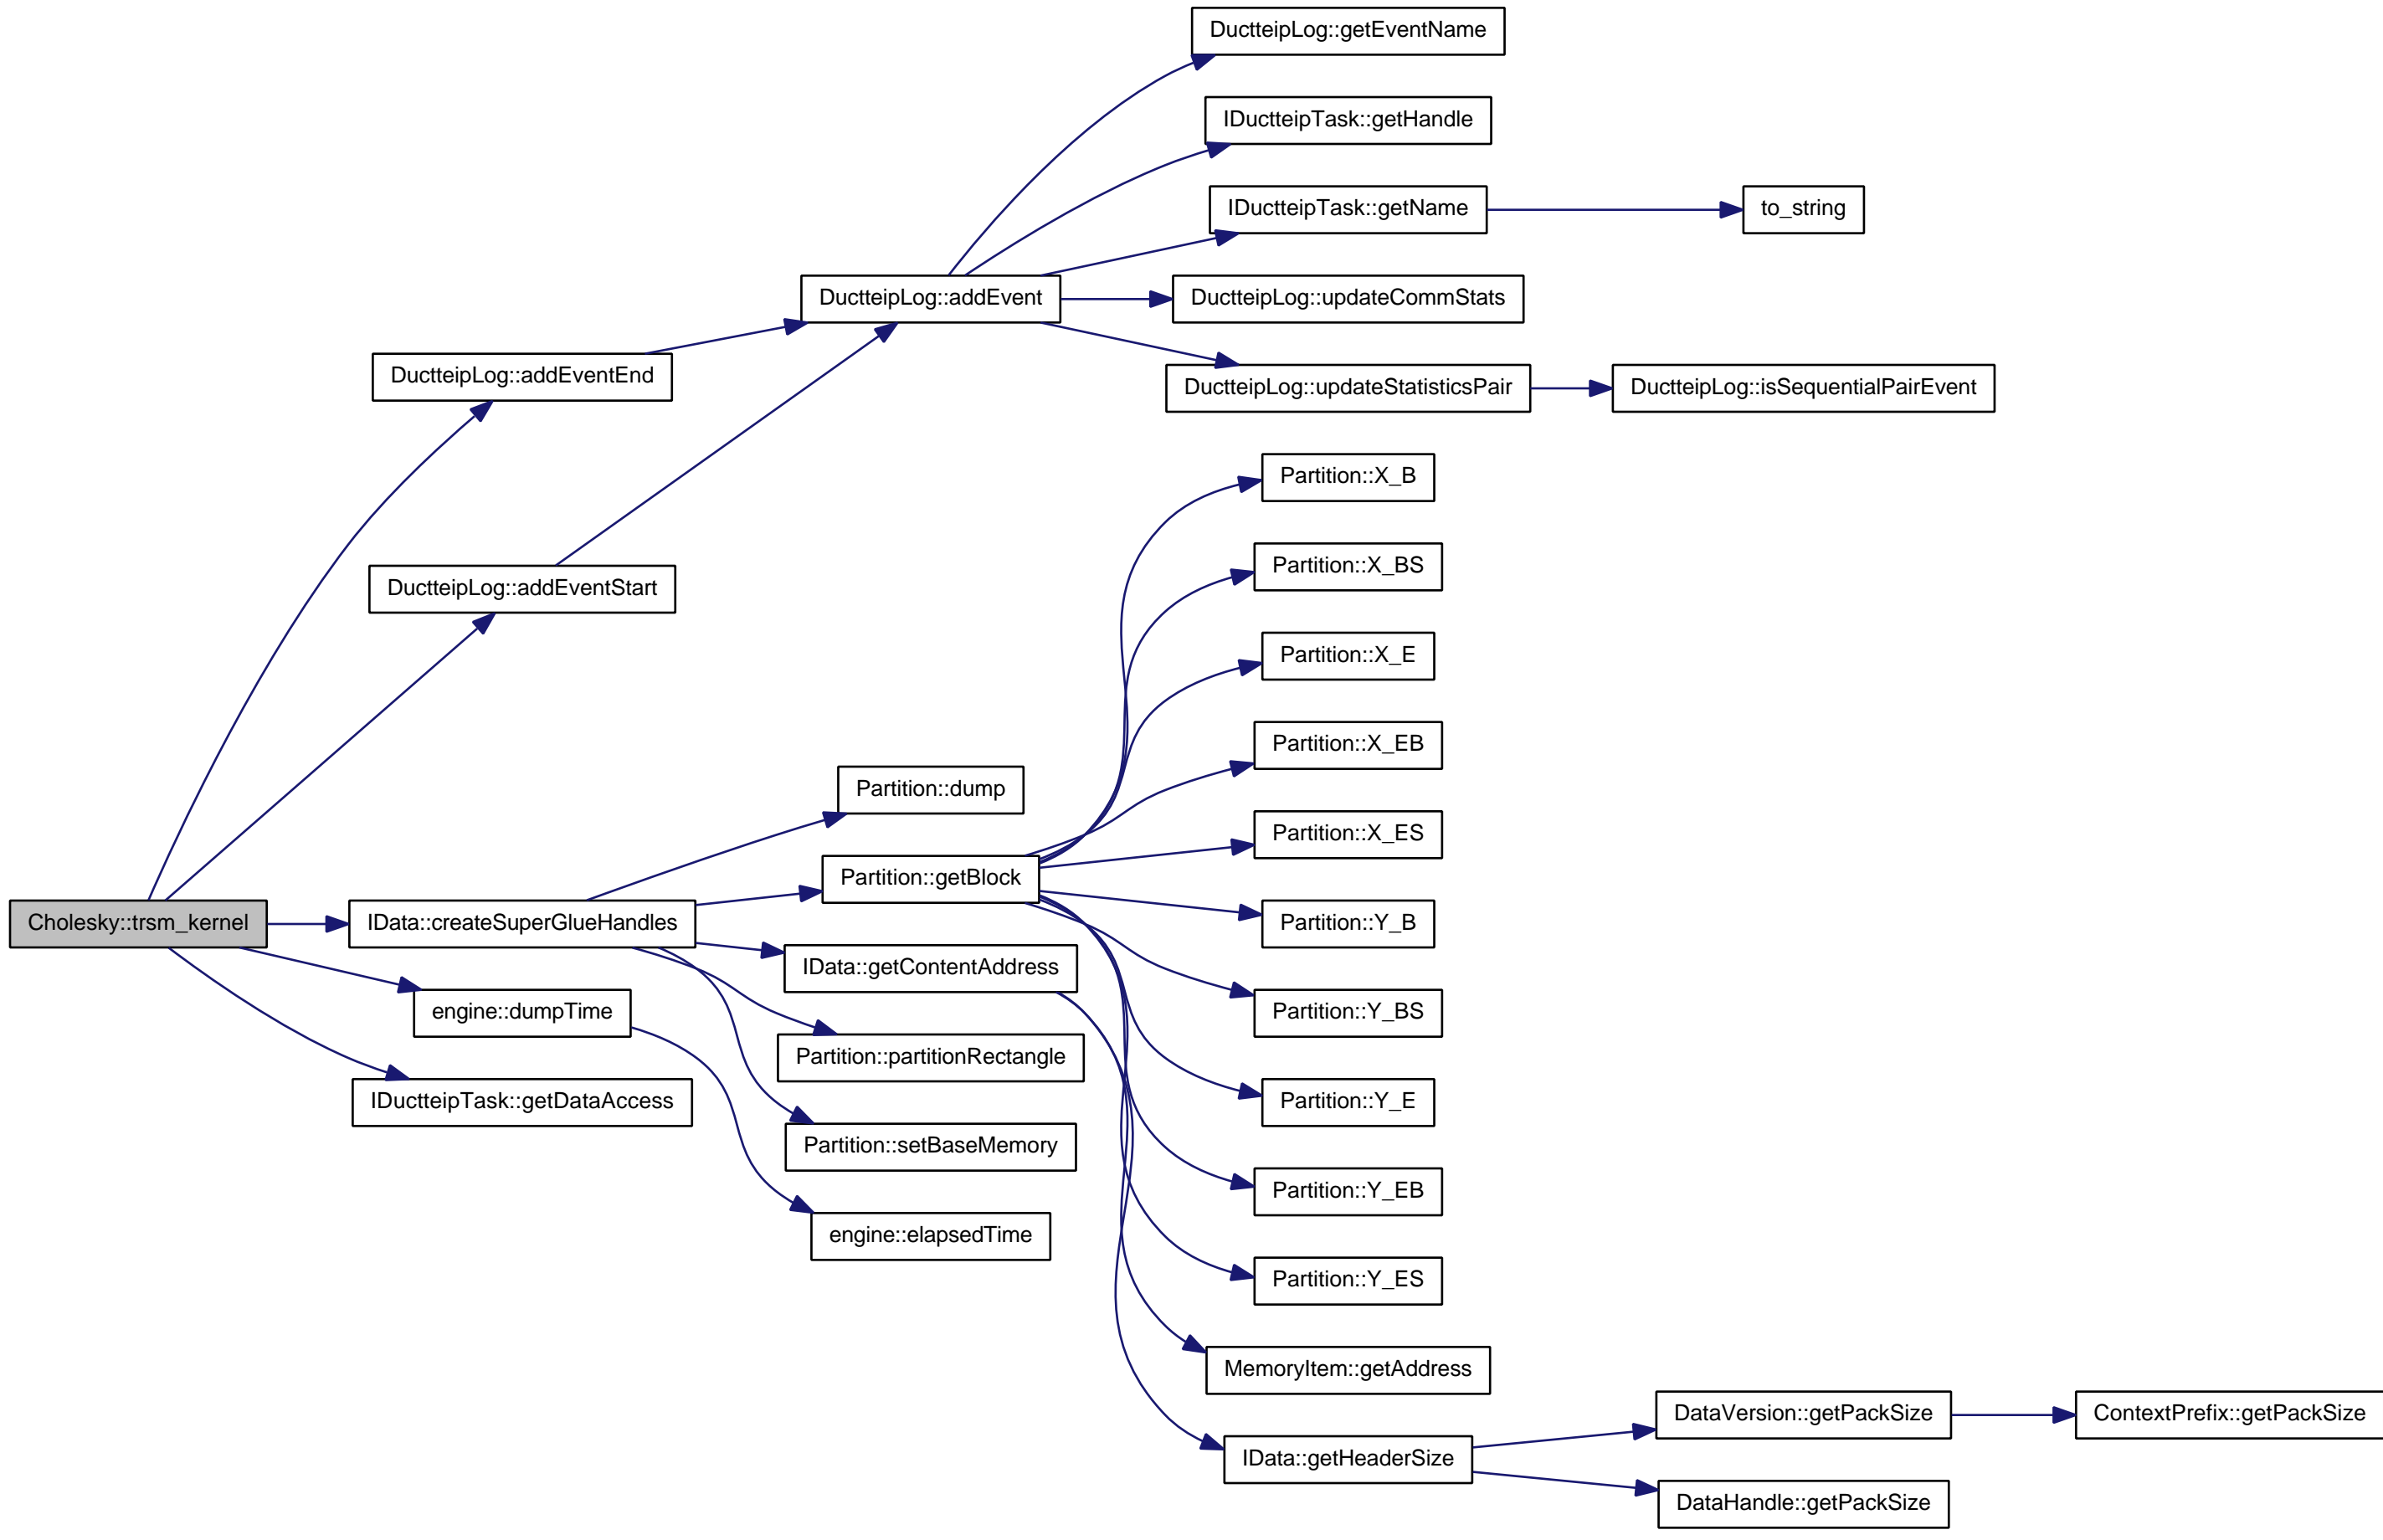 DuctteipLog::getEventName
IDuctteipTask::getHandle
IDuctteipTask::getName
to_string
DuctteipLog::addEvent
DuctteipLog::updateCommStats
DuctteipLog::addEventEnd
DuctteipLog::updateStatisticsPair
DuctteipLog::isSequentialPairEvent
Partition::X_B
Partition::X_BS
DuctteipLog::addEventStart
Partition::X_E
Partition::X_EB
Partition::dump
Partition::X_ES
Partition::getBlock
Cholesky::trsm_kernel
IData::createSuperGlueHandles
Partition::Y_B
IData::getContentAddress
engine::dumpTime
Partition::Y_BS
Partition::partitionRectangle
IDuctteipTask::getDataAccess
Partition::Y_E
Partition::setBaseMemory
Partition::Y_EB
engine::elapsedTime
Partition::Y_ES
MemoryItem::getAddress
DataVersion::getPackSize
ContextPrefix::getPackSize
IData::getHeaderSize
DataHandle::getPackSize